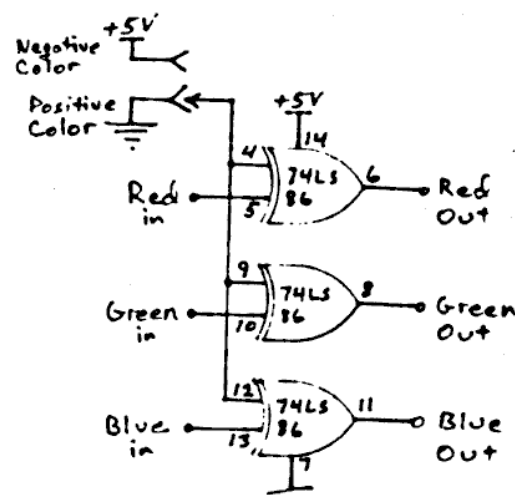 +5V
Negative
Color
Positive
Color
+5V
14
4
74LS
86
6
Red
in
5
Red
Out
9
74LS
86
8
Green
in
10
Green
Out
12
74LS
86
11
Blue
in
13
Blue
Out
7